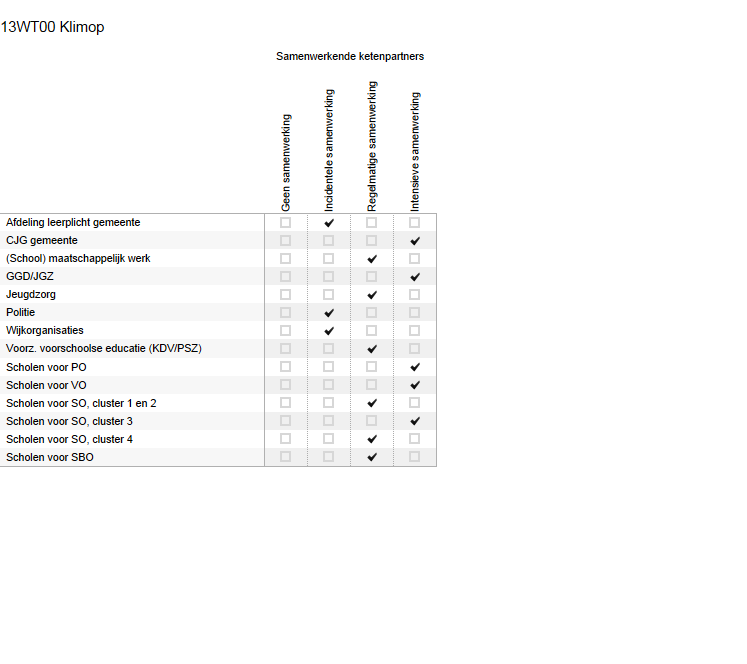 13WT00 Klimop
Samenwerkende ketenpartners
Geen samenwerking
Incidentele samenwerking
Regelmatige samenwerking
Intensieve samenwerking
Afdeling leerplicht gemeente
CJG gemeente
(School) maatschappelijk werk
GGD/JGZ
Jeugdzorg
Politie
Wijkorganisaties
Voorz. voorschoolse educatie (KDV/PSZ)
Scholen voor PO
Scholen voor VO
Scholen voor SO, cluster 1 en 2
Scholen voor SO, cluster 3
Scholen voor SO, cluster 4
Scholen voor SBO